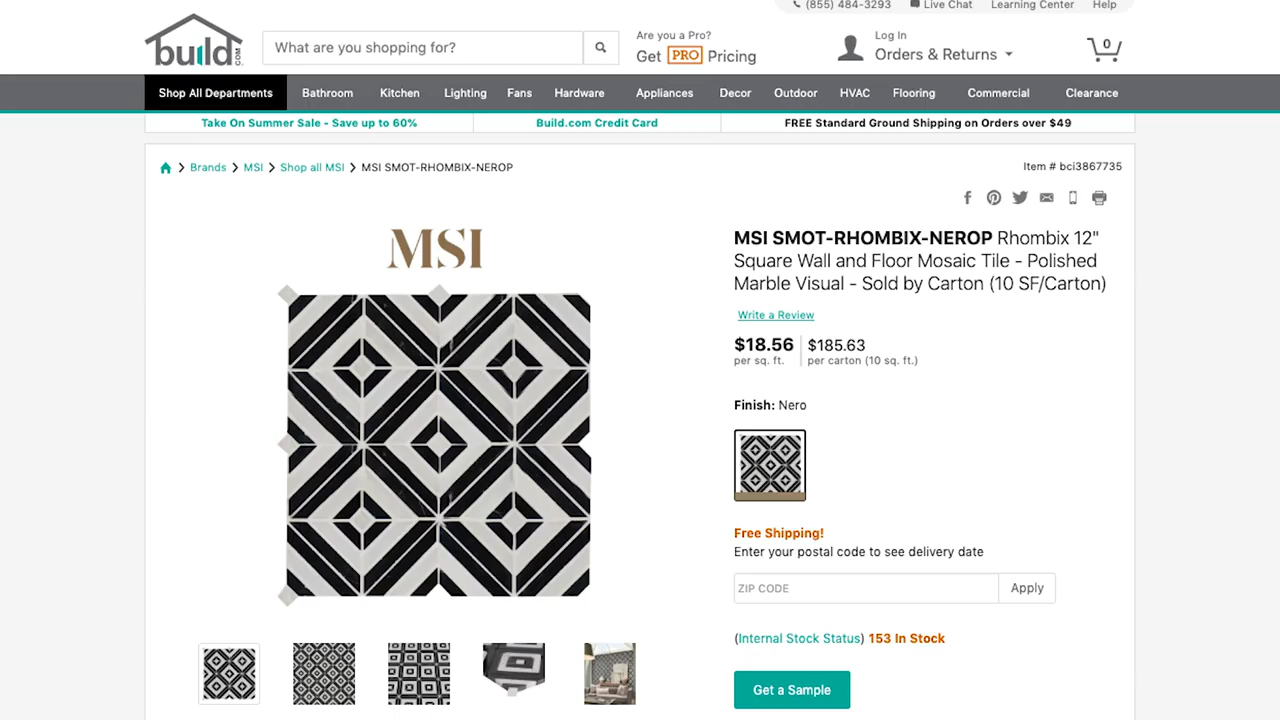 (855) 484-3293 Live Chat Learning Center Help
build.com
What are you shopping for?
Are you a Pro?
Get PRO Pricing
Log In
Orders & Returns
0
Shop All Departments Bathroom Kitchen Lighting Fans Hardware Appliances Decor Outdoor HVAC Flooring Commercial Clearance
Take On Summer Sale - Save up to 60% Build.com Credit Card FREE Standard Ground Shipping on Orders over $49
Brands MSI Shop all MSI MSI SMOT-RHOMBIX-NEROP
Item # bci3867735
MSI
MSI SMOT-RHOMBIX-NEROP Rhombix 12"
Square Wall and Floor Mosaic Tile - Polished
Marble Visual - Sold by Carton (10 SF/Carton)
Write a Review
$18.56 $185.63
per sq. ft. per carton (10 sq. ft.)
Finish: Nero
Free Shipping!
Enter your postal code to see delivery date
ZIP CODE Apply
(Internal Stock Status) 153 In Stock
Get a Sample